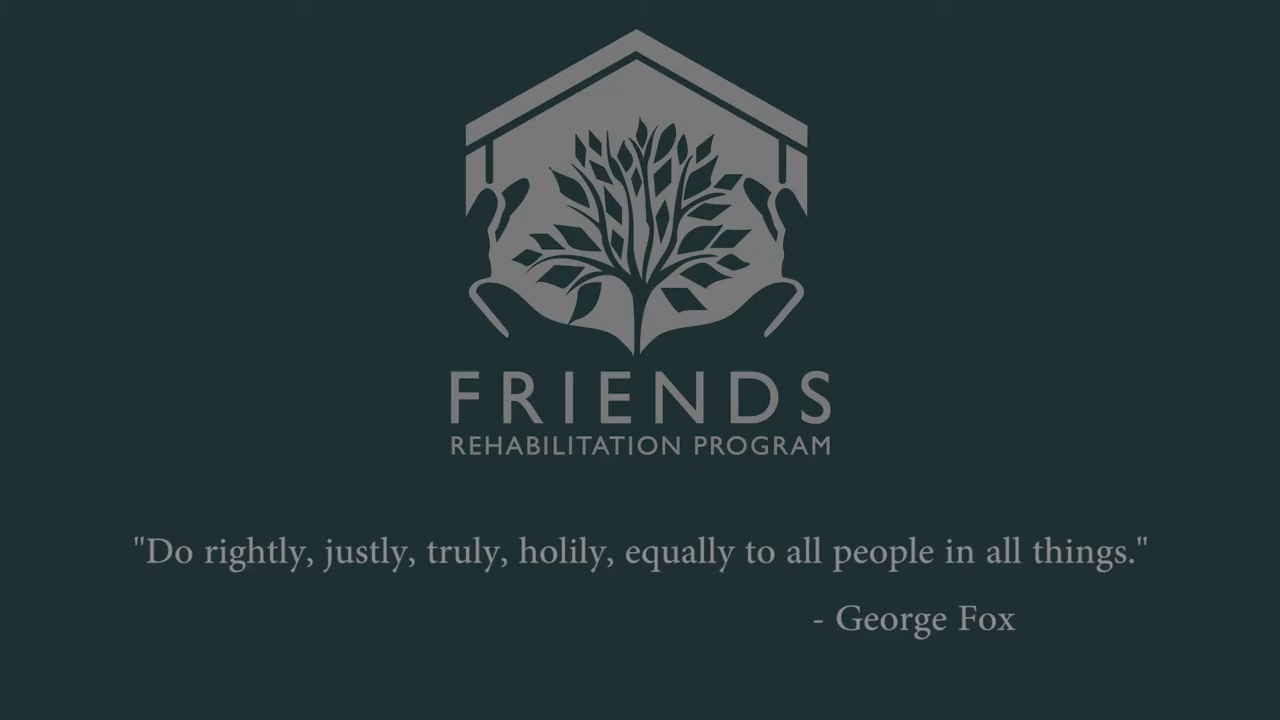 FRIENDS
REHABILITATION PROGRAM
"Do rightly, justly, truly, holily, equally to all people in all things."
- George Fox